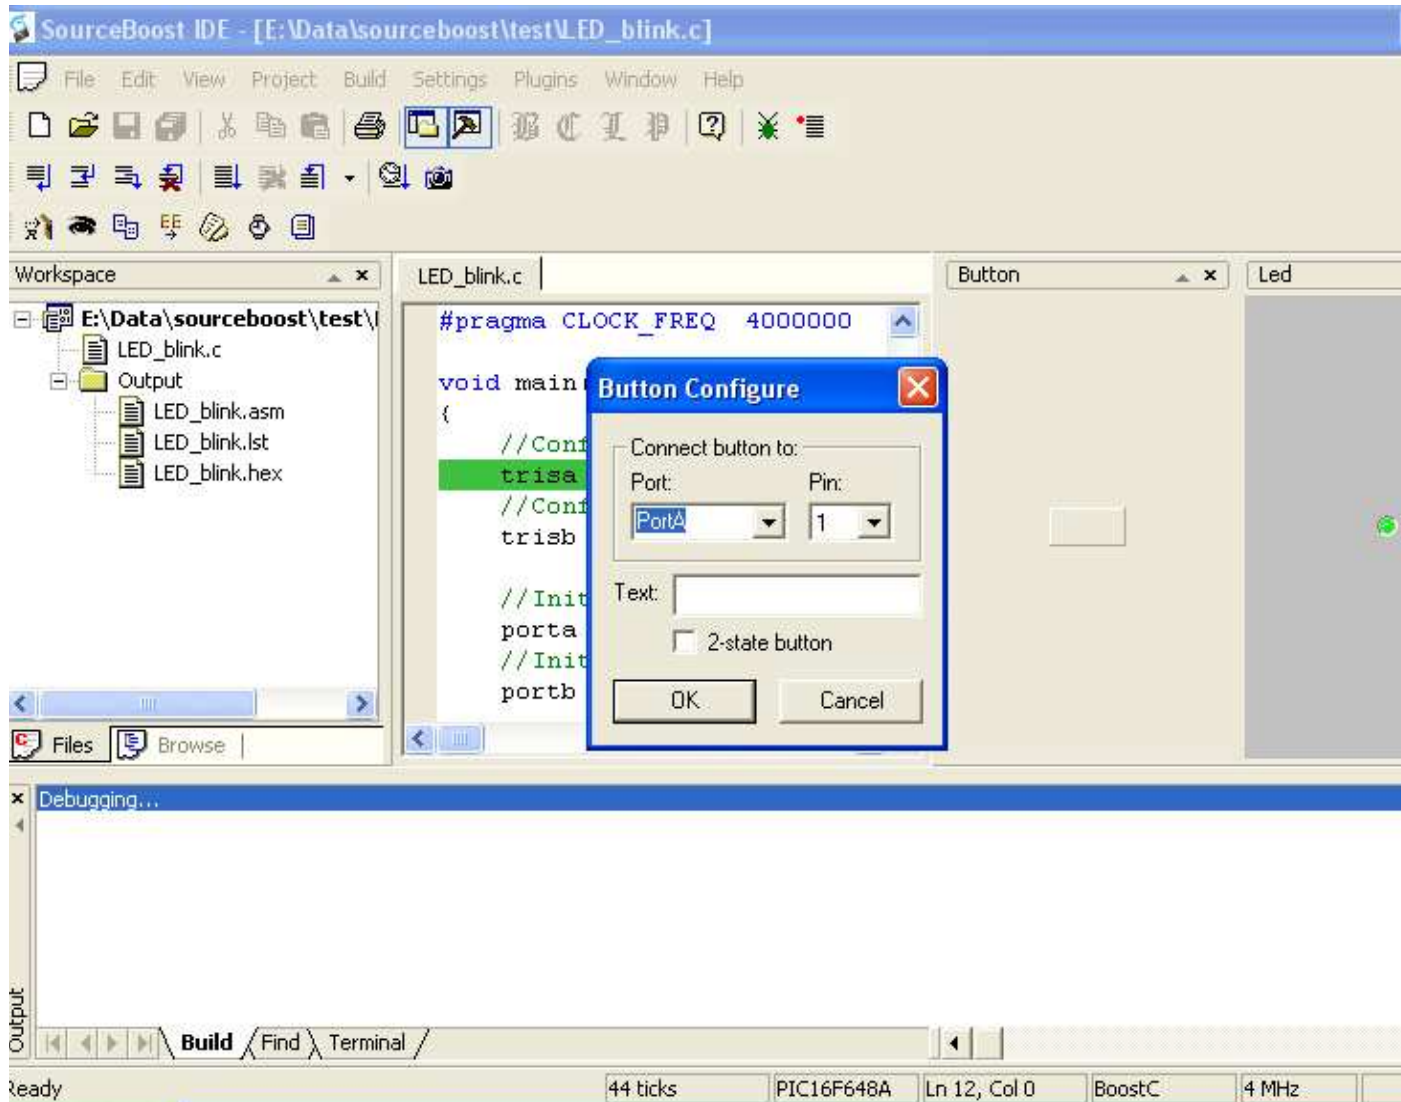 SourceBoost IDE - [E:\Data\sourceboost\test\LED_blink.c]
File Edit View Project Build Settings Plugins Window Help
Workspace
LED_blink.c
Button
Led
E:\Data\sourceboost\test\
LED_blink.c
Output
LED_blink.asm
LED_blink.lst
LED_blink.hex
Files Browse
#pragma CLOCK_FREQ 4000000
void main
{
//Conf
trisa
//Conf
trisb
//Init
porta
//Init
portb
Button Configure
Connect button to:
Port: Pin:
PortA 1
Text:
2-state button
OK Cancel
Debugging...
Output
Build Find Terminal
Ready 44 ticks PIC16F648A Ln 12, Col 0 BoostC 4 MHz